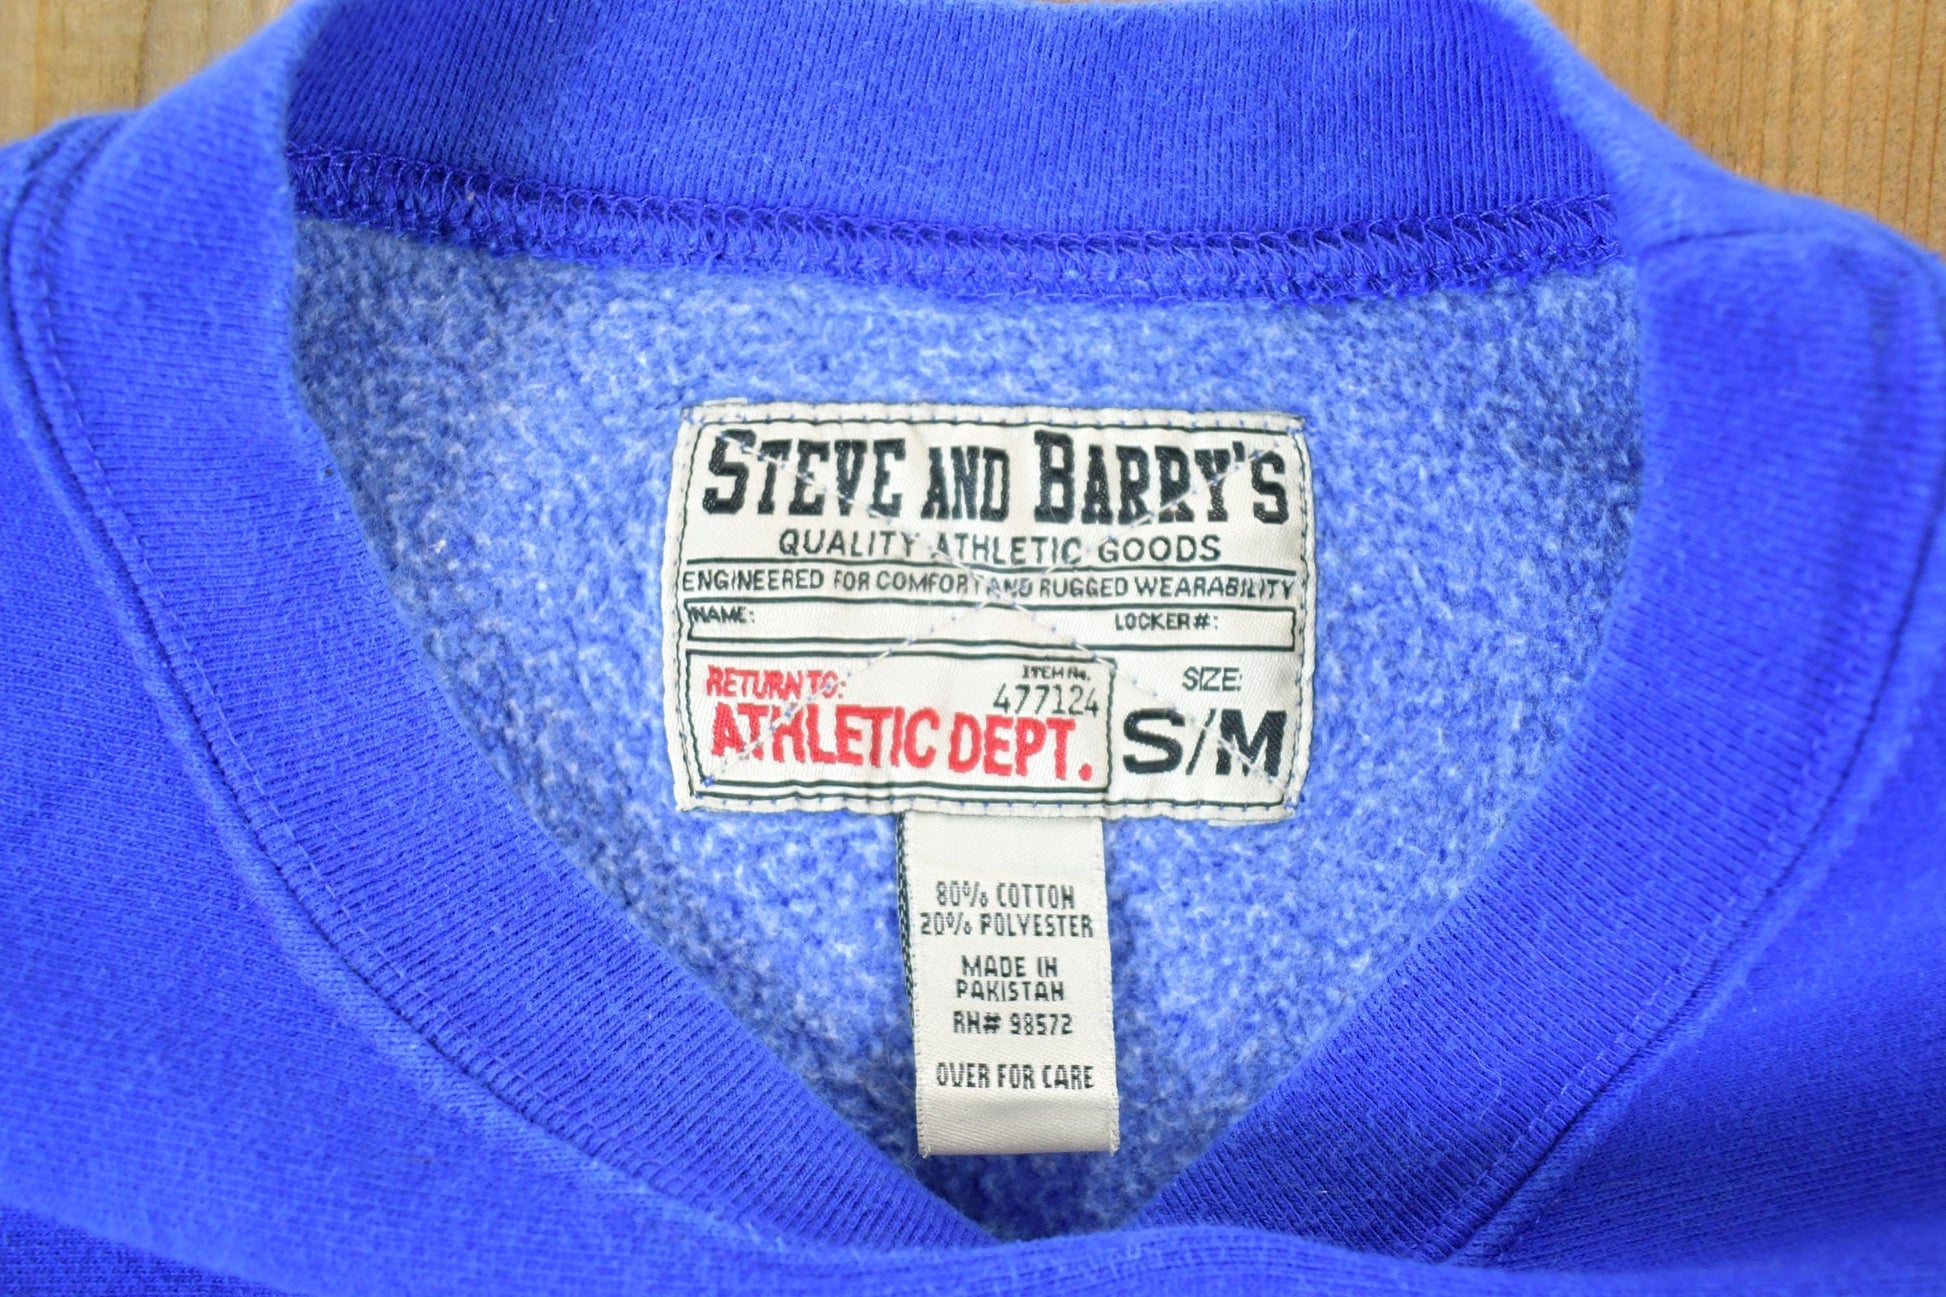 STEVE AND BARRY'S
QUALITY ATHLETIC GOODS
ENGINEERED FOR COMFORT AND RUGGED WEARABILITY
NAME: LOCKER#:
RETURN TO: ITEM No.
477124
ATHLETIC DEPT.
SIZE:
S/M
80% COTTON
20% POLYESTER
MADE IN
PAKISTAN
RN# 98572
OVER FOR CARE